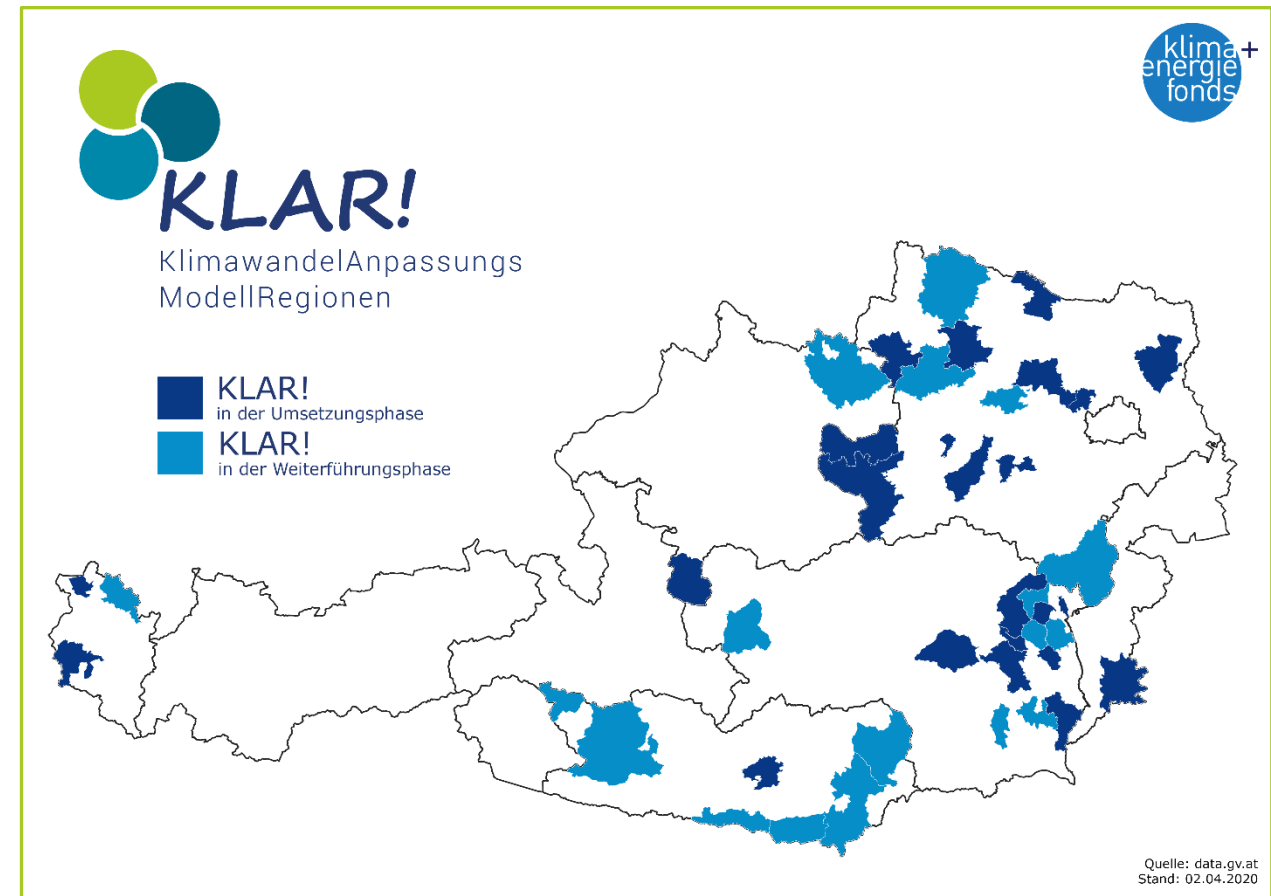 klima+
energie
fonds
KLAR!
KlimawandelAnpassungs
ModellRegionen
KLAR!
in der Umsetzungsphase
KLAR!
in der Weiterführungsphase
Quelle: data.gv.at
Stand: 02.04.2020